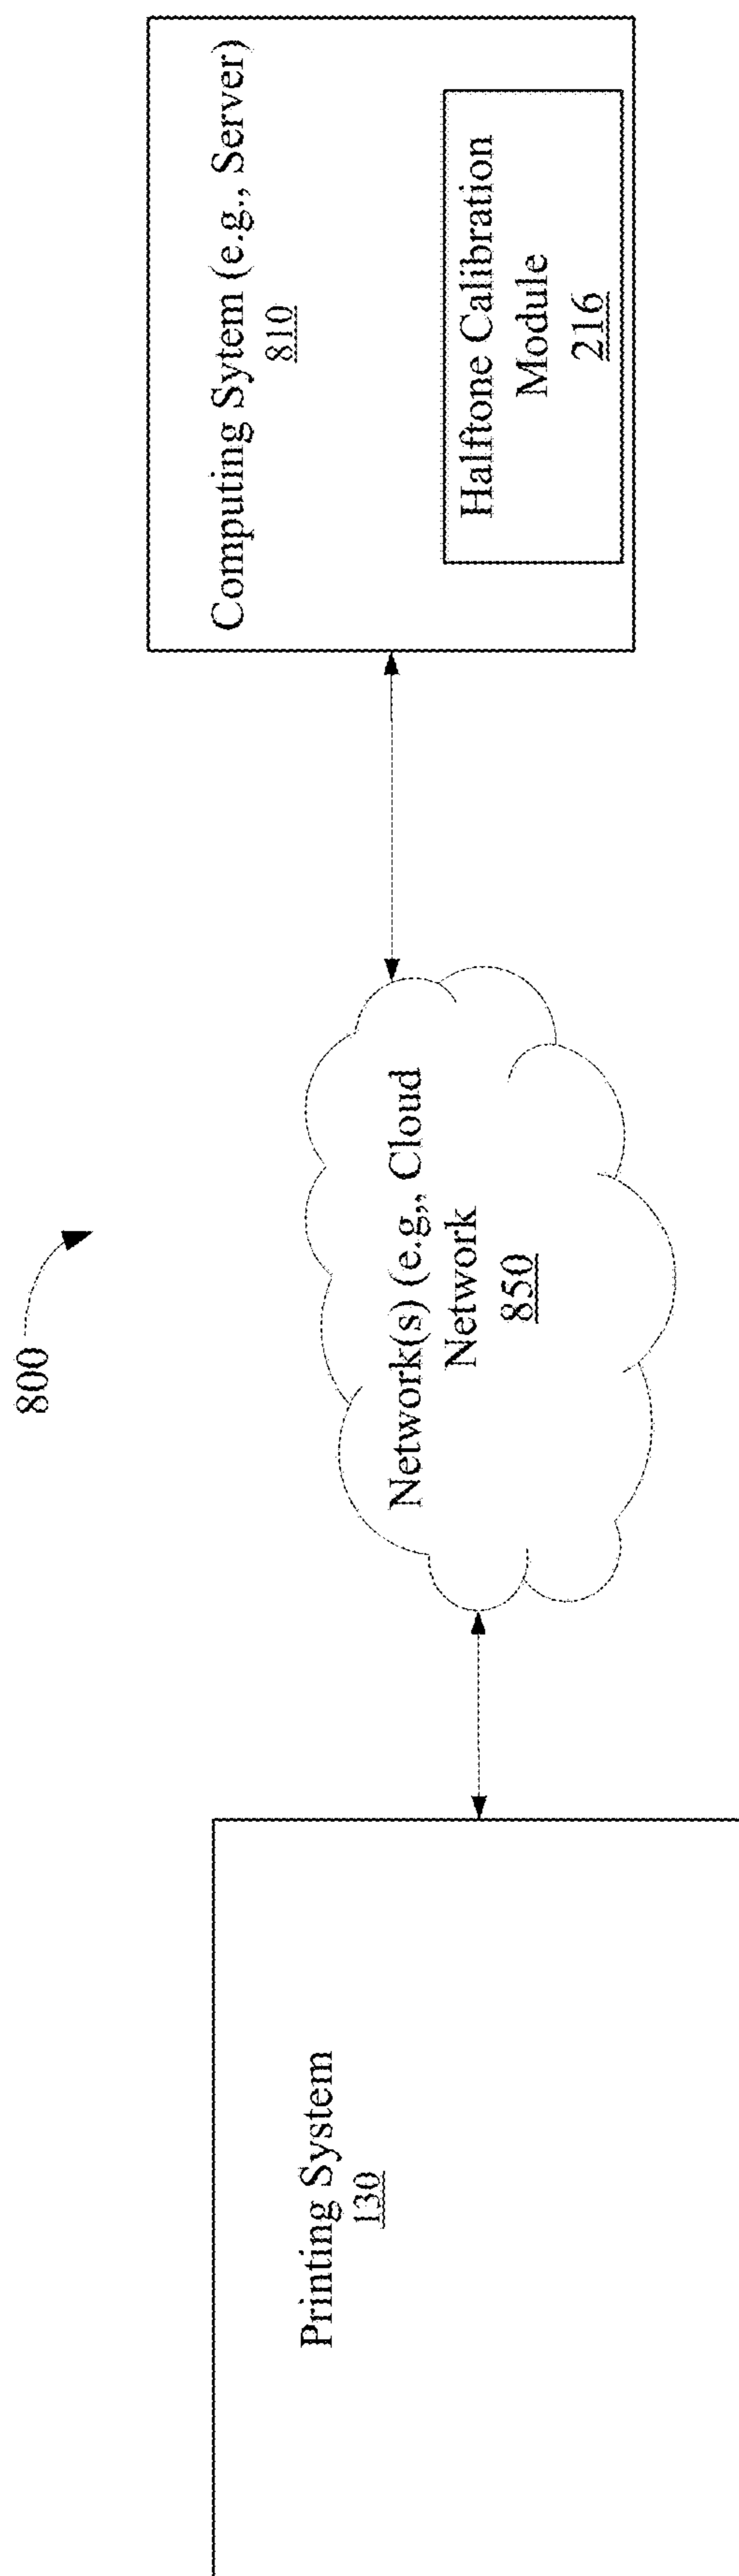 800
Printing System
130
Network(s) (e.g,, Cloud
Network
850
Computing Sytem (e.g., Server)
810
Halftone Calibration
Module
216